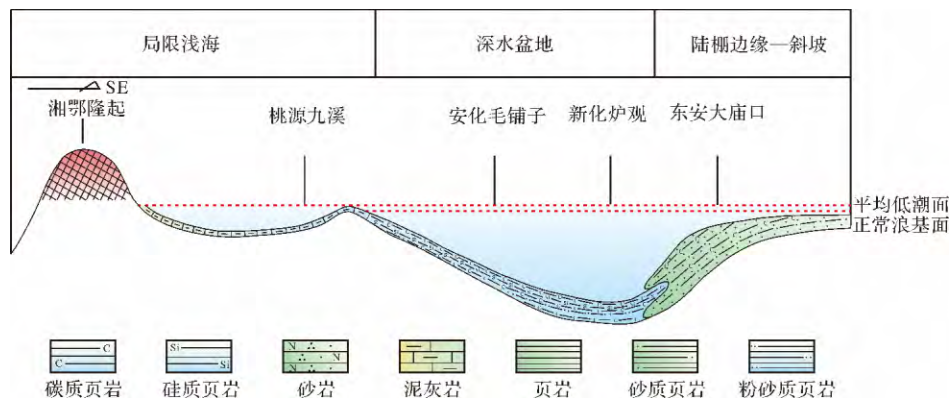 局限浅海
深水盆地
陆棚边缘—斜坡
SE
湘鄂隆起
桃源九溪
安化毛铺子
新化炉观
东安大庙口
平均低潮面
正常浪基面
C
C
Si
Si
N
N
N
碳质页岩
硅质页岩
砂岩
泥灰岩
页岩
砂质页岩
粉砂质页岩